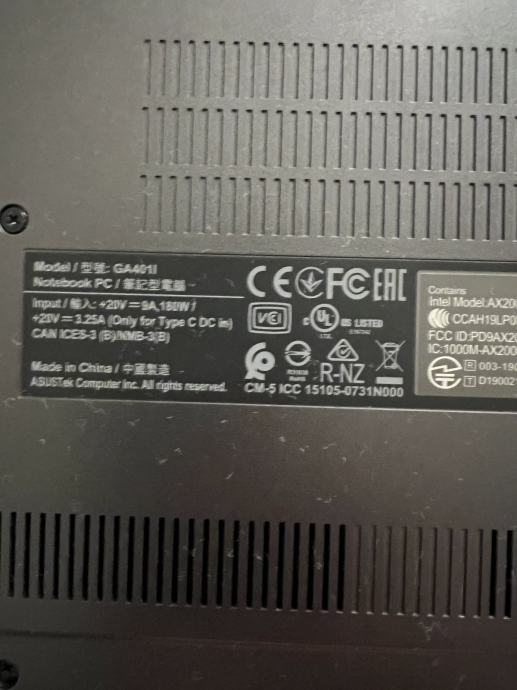 Model / 型號: GA401I
Notebook PC / 筆記型電腦
Input / 輸入: +20V ⎓ 9A, 180W /
+20V ⎓ 3.25A (Only for Type C DC in)
CAN ICES-3 (B)/NMB-3(B)
Made in China / 中國製造
ASUSTek Computer Inc. All rights reserved.
CE FC EAC
VCI
c UL US LISTED
R-NZ
CM-5 ICC 15105-0731N000
Contains
Intel Model:AX20
CCAH19LP0
FCC ID:PD9AX20
IC:1000M-AX200
R 003-190
T D19002